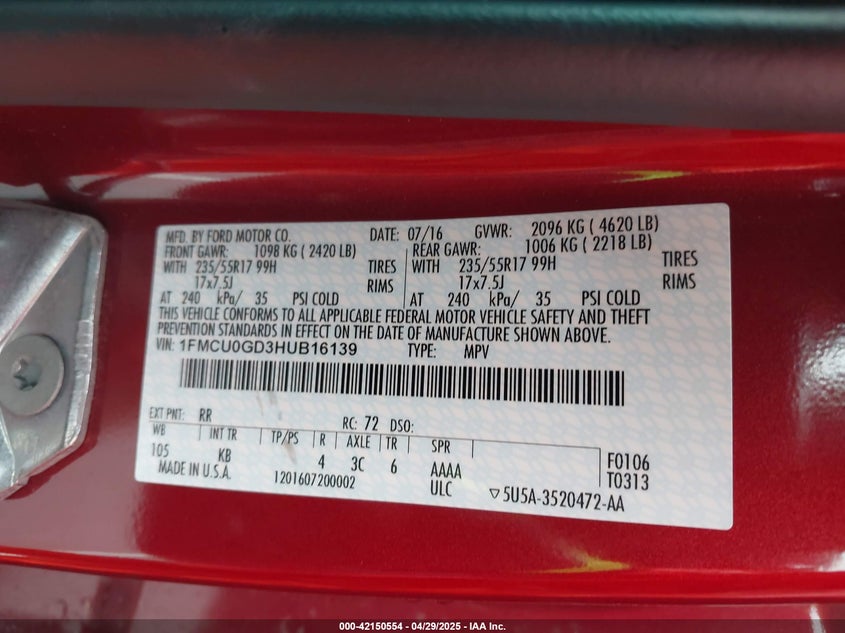 MFD. BY FORD MOTOR CO. DATE: 07/16 GVWR: 2096 KG ( 4620 LB)
FRONT GAWR: 1098 KG ( 2420 LB) REAR GAWR: 1006 KG ( 2218 LB)
WITH 235/55R17 99H TIRES WITH 235/55R17 99H TIRES
17x7.5J RIMS 17x7.5J RIMS
AT 240 kPa/ 35 PSI COLD AT 240 kPa/ 35 PSI COLD
THIS VEHICLE CONFORMS TO ALL APPLICABLE FEDERAL MOTOR VEHICLE SAFETY AND THEFT
PREVENTION STANDARDS IN EFFECT ON THE DATE OF MANUFACTURE SHOWN ABOVE.
VIN: 1FMCU0GD3HUB16139 TYPE: MPV
EXT PNT: RR RC: 72 DSO:
WB INT TR TP/PS R AXLE TR SPR
105 KB 4 3C 6 AAAA F0106
MADE IN U.S.A. 1201607200002 ULC T0313
▽5U5A-3520472-AA
000-42150554 - 04/29/2025 - IAA Inc.